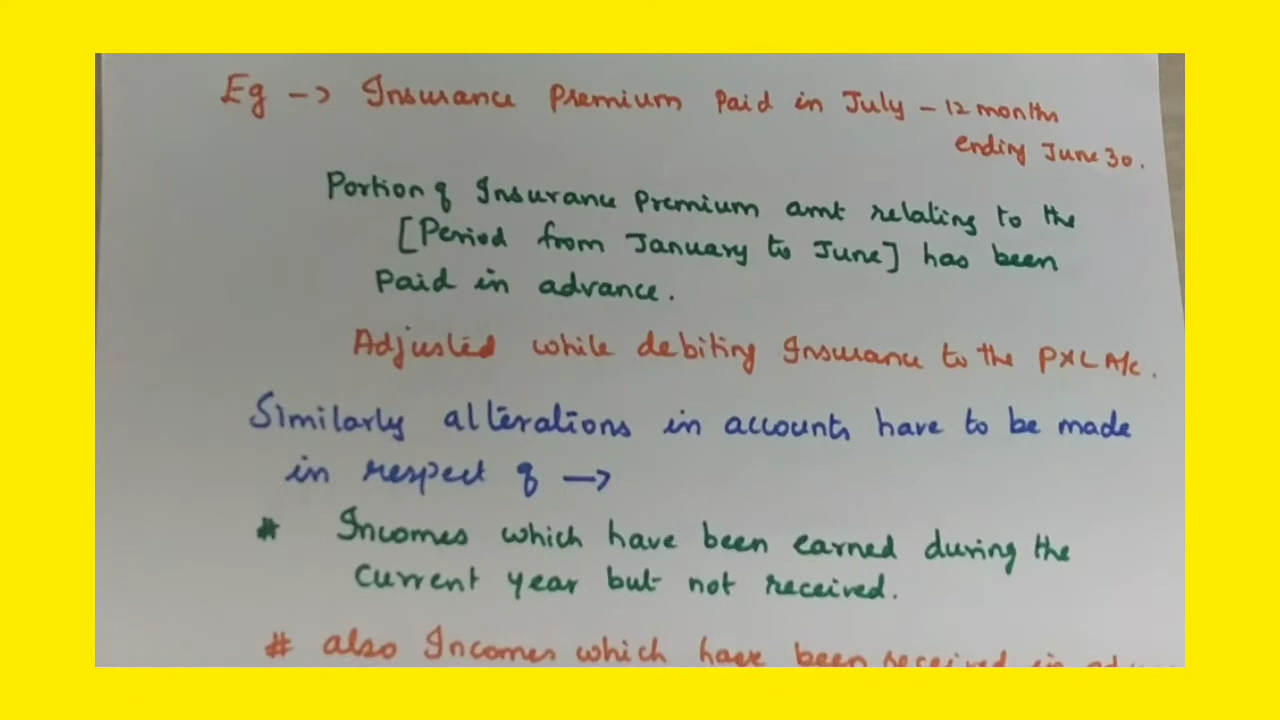 Eg -> Insurance Premium Paid in July - 12 months
ending June 30.
Portion of Insurance Premium amt relating to the
[Period from January to June] has been
Paid in advance.
Adjusted while debiting Insurance to the P&L A/c.
Similarly alterations in accounts have to be made
in respect of ->
# Incomes which have been earned during the
current year but not received.
# also Incomes which have been received in